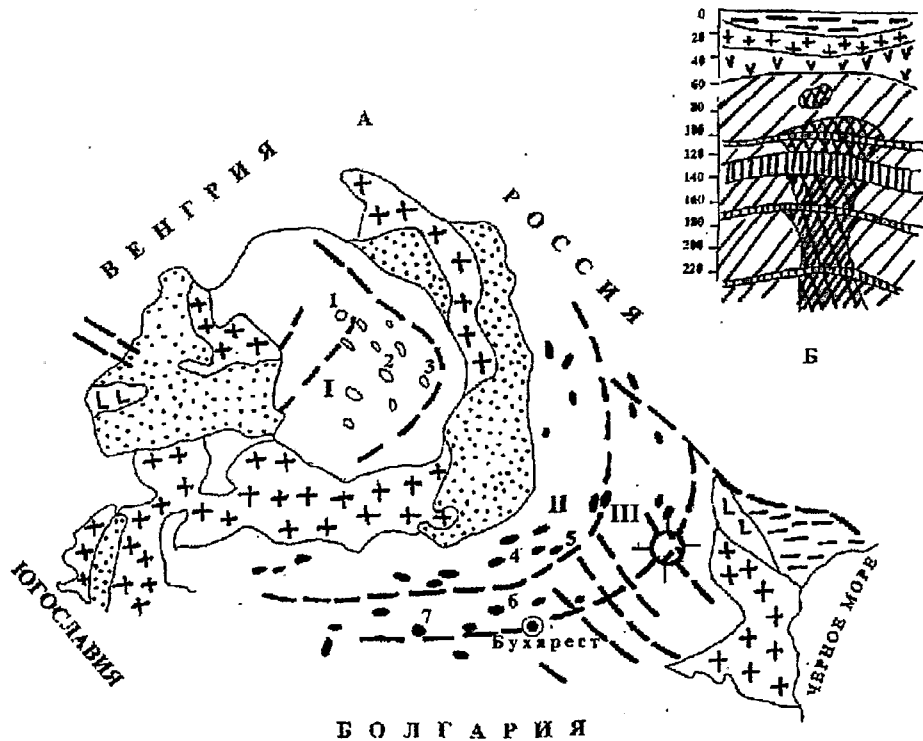 А
0
20
40
60
80
100
120
140
160
180
200
220
Б
ВЕНГРИЯ
РОССИЯ
1
2
3
I
II
III
4
5
6
7
Бухарест
ЮГОСЛАВИЯ
ЧЕРНОЕ МОРЕ
БОЛГАРИЯ